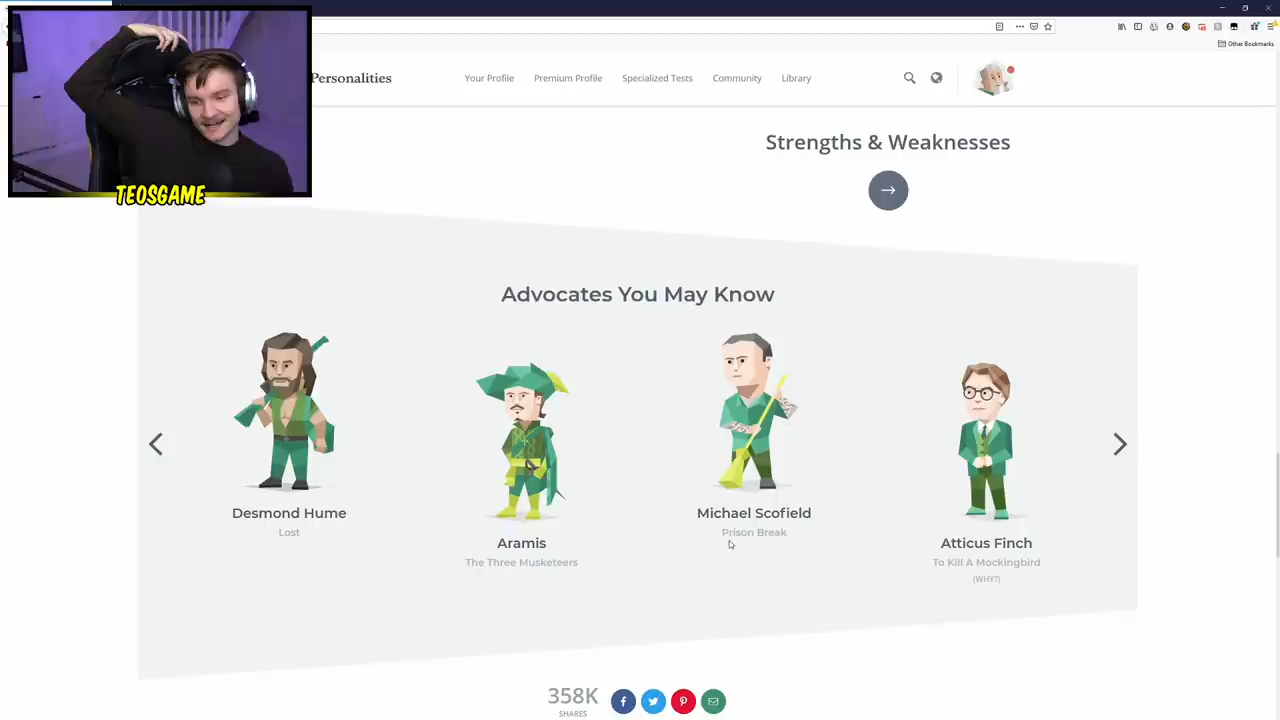 Other Bookmarks
Personalities
Your Profile
Premium Profile
Specialized Tests
Community
Library
TEOSGAME
Strengths & Weaknesses
Advocates You May Know
Desmond Hume
Lost
Aramis
The Three Musketeers
Michael Scofield
Prison Break
Atticus Finch
To Kill A Mockingbird
(WHY?)
358K
SHARES